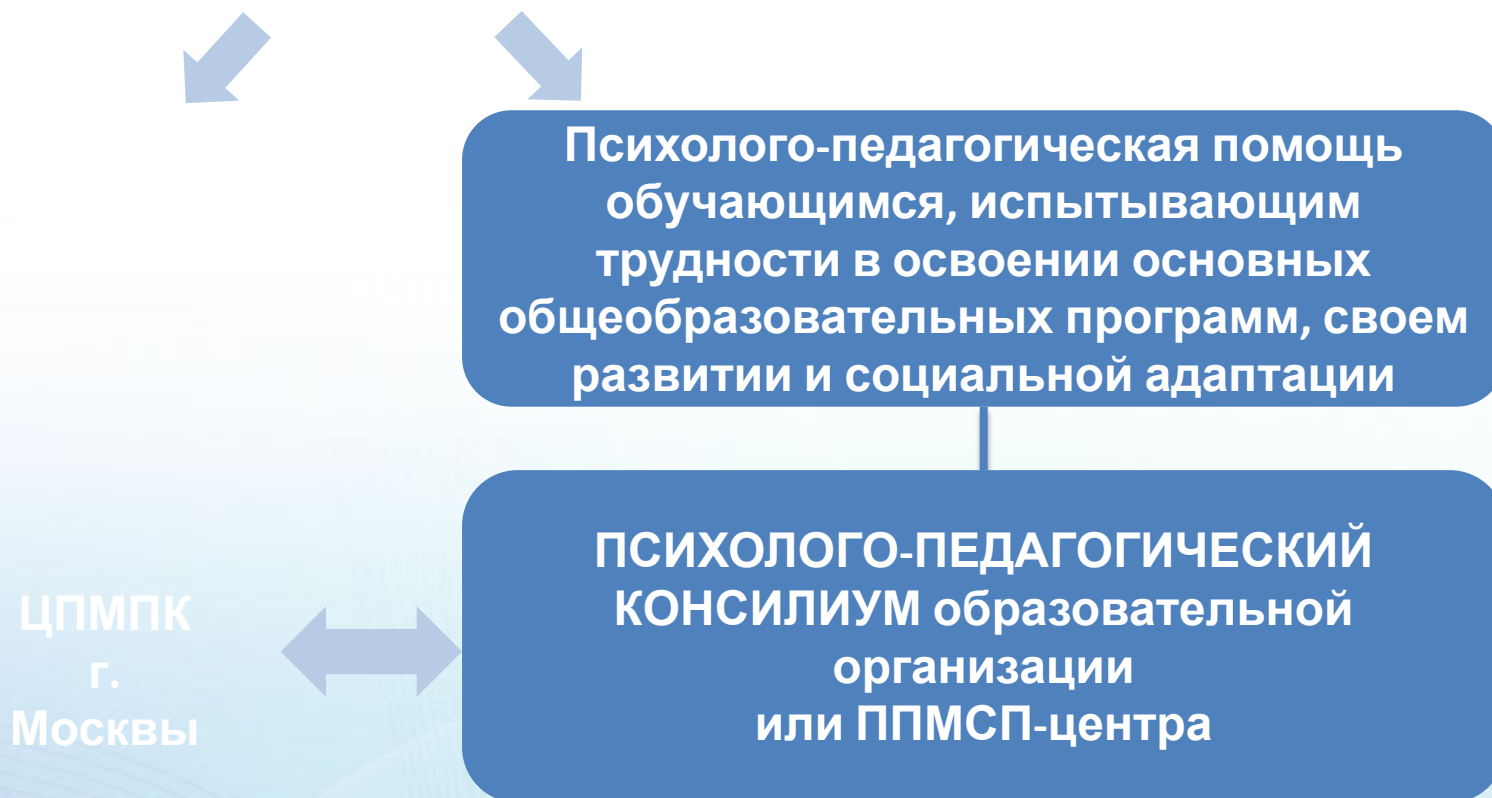 Психолого-педагогическая помощь
обучающимся, испытывающим
трудности в освоении основных
общеобразовательных программ, своем
развитии и социальной адаптации
ЦПМПК
г.
Москвы
ПСИХОЛОГО-ПЕДАГОГИЧЕСКИЙ
КОНСИЛИУМ образовательной
организации
или ППМСП-центра